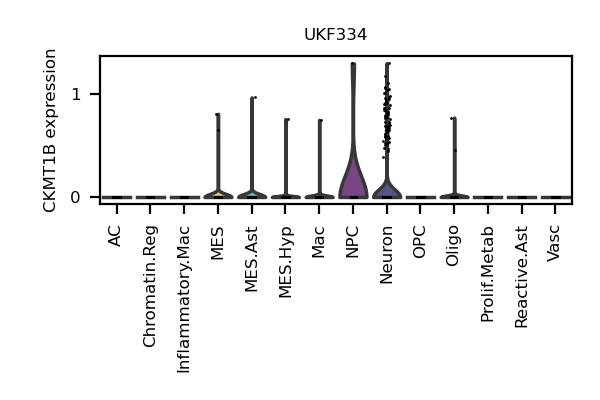 UKF334
CKMT1B expression
1
0
AC
Chromatin.Reg
Inflammatory.Mac
MES
MES.Ast
MES.Hyp
Mac
NPC
Neuron
OPC
Oligo
Prolif.Metab
Reactive.Ast
Vasc